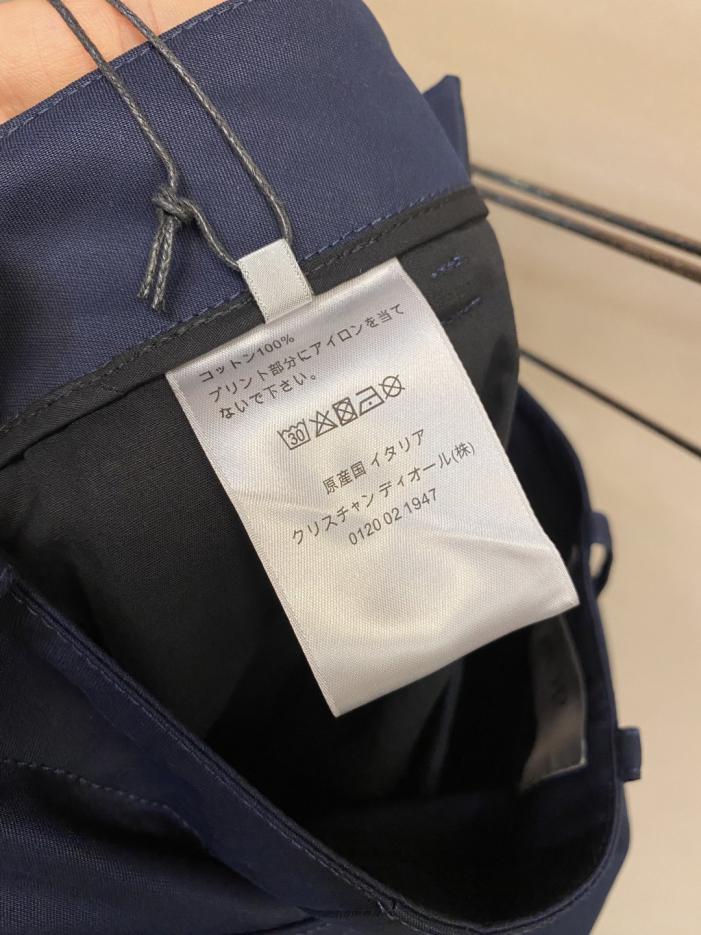 コットン100%
プリント部分にアイロンを当て
ないで下さい。
30
原産国 イタリア
クリスチャン ディオール(株)
0120 02 1947